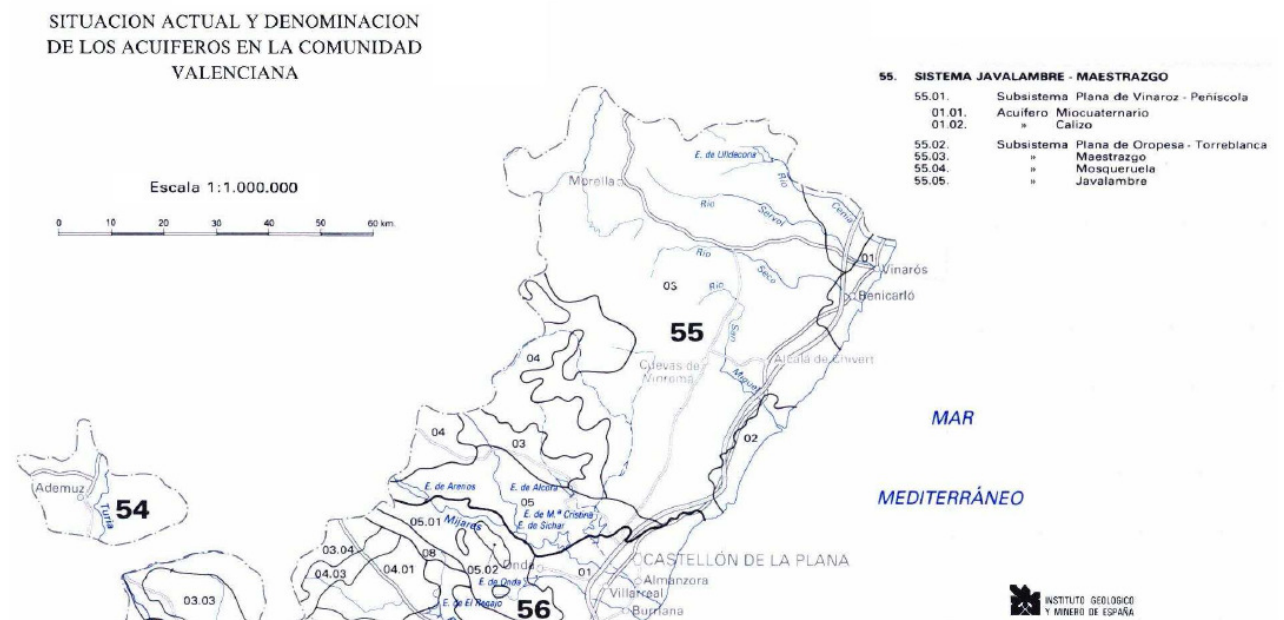 SITUACION ACTUAL Y DENOMINACION
DE LOS ACUIFEROS EN LA COMUNIDAD
VALENCIANA
Escala 1:1.000.000
0 10 20 30 40 50 60 km.
55. SISTEMA JAVALAMBRE - MAESTRAZGO
55.01. Subsistema Plana de Vinaroz - Peñíscola
01.01. Acuífero Miocuaternario
01.02. » Calizo
55.02. Subsistema Plana de Oropesa - Torreblanca
55.03. » Maestrazgo
55.04. » Mosqueruela
55.05. » Javalambre
E. de Ulldecona
Morella
Río
Cenia
Río
Servol
01
Vinarós
Río
Seco
03
Río
Benicarló
55
San
04
Cuevas de
Vinromá
Alcalá de Chivert
Miguel
MAR
04
03
02
Ademuz
54
Turia
E. de Arenos
E. de Alcora
MEDITERRÁNEO
05
E. de M.ª Cristina
05.01
Mijares
E. de Sichar
03.04
08
CASTELLÓN DE LA PLANA
04.03
04.01
05.02
Onda
01
E. de Onda
Almanzora
03.03
Villarreal
E. de El Regajo
56
Burriana
INSTITUTO GEOLOGICO
Y MINERO DE ESPAÑA